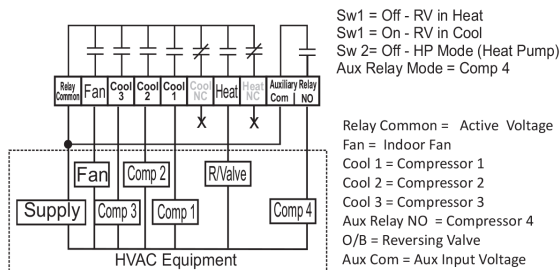 Sw1 = Off - RV in Heat
Sw1 = On - RV in Cool
Sw 2= Off - HP Mode (Heat Pump)
Aux Relay Mode = Comp 4
Relay Common
Fan
Cool 3
Cool 2
Cool 1
Cool NC
Heat
Heat NC
Auxiliary Relay
Com | NO
X
X
Relay Common = Active Voltage
Fan = Indoor Fan
Cool 1 = Compressor 1
Cool 2 = Compressor 2
Cool 3 = Compressor 3
Aux Relay NO = Compressor 4
O/B = Reversing Valve
Aux Com = Aux Input Voltage
Fan
Comp 2
R/Valve
Supply
Comp 3
Comp 1
Comp 4
HVAC Equipment